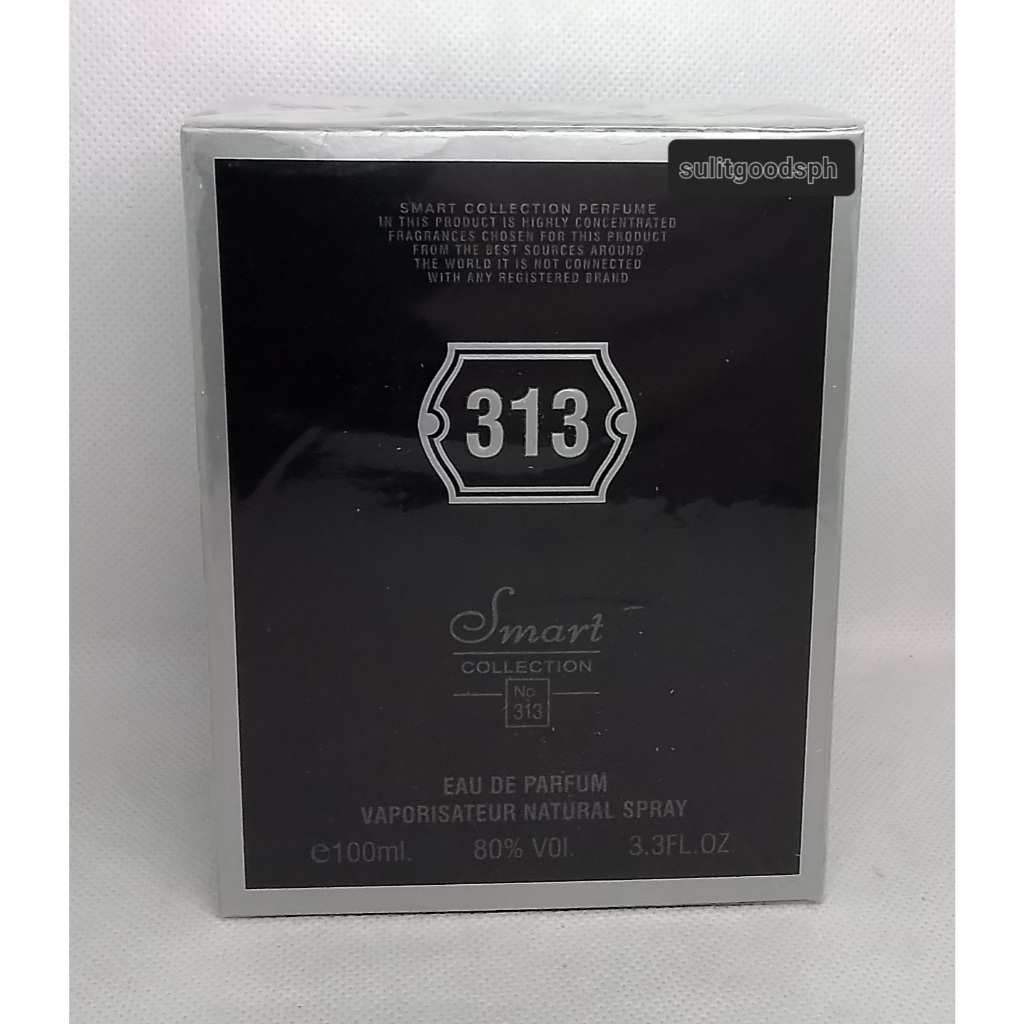 sulitgoodsph
SMART COLLECTION PERFUME
IN THIS PRODUCT IS HIGHLY CONCENTRATED
FRAGRANCES CHOSEN FOR THIS PRODUCT
FROM THE BEST SOURCES AROUND
THE WORLD IT IS NOT CONNECTED
WITH ANY REGISTERED BRAND
313
Smart
COLLECTION
No
313
EAU DE PARFUM
VAPORISATEUR NATURAL SPRAY
℮100ml. 80% VOl. 3.3FL.OZ.